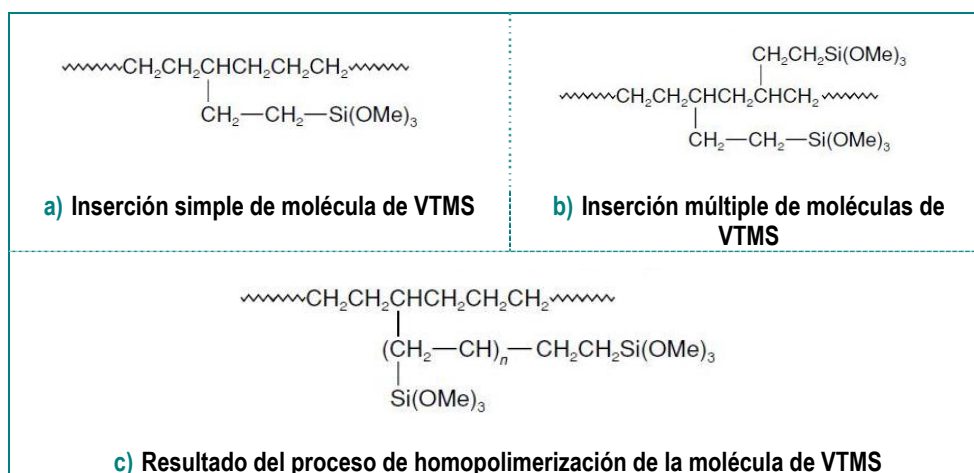 CH₂CH₂CHCH₂CH₂CH₂
CH₂—CH₂—Si(OMe)₃
a) Inserción simple de molécula de VTMS
CH₂CH₂Si(OMe)₃
CH₂CH₂CHCH₂CHCH₂
CH₂—CH₂—Si(OMe)₃
b) Inserción múltiple de moléculas de
VTMS
CH₂CH₂CHCH₂CH₂CH₂
(CH₂—CH)ₙ—CH₂CH₂Si(OMe)₃
Si(OMe)₃
c) Resultado del proceso de homopolimerización de la molécula de VTMS